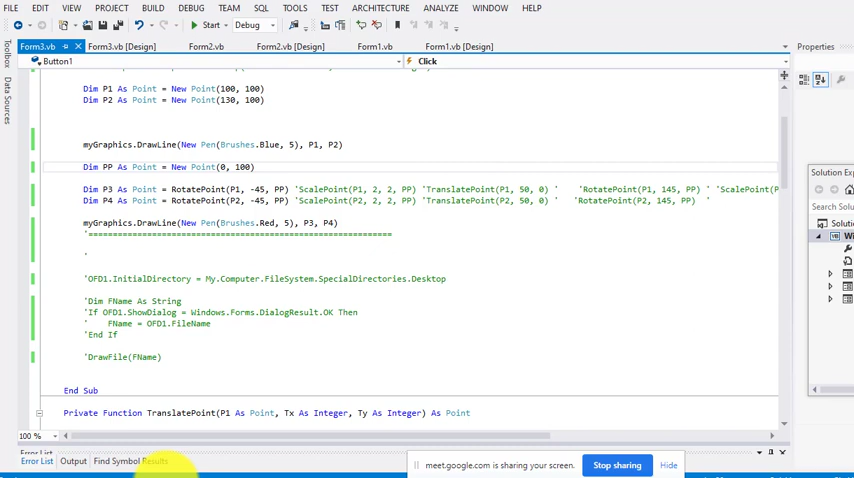 FILE EDIT VIEW PROJECT BUILD DEBUG TEAM SQL TOOLS TEST ARCHITECTURE ANALYZE WINDOW HELP
Start Debug
Form3.vb Form3.vb [Design] Form2.vb Form2.vb [Design] Form1.vb Form1.vb [Design]
Properties
Button1 Click
Toolbox
Data Sources
Dim P1 As Point = New Point(100, 100)
Dim P2 As Point = New Point(130, 100)
myGraphics.DrawLine(New Pen(Brushes.Blue, 5), P1, P2)
Dim PP As Point = New Point(0, 100)
Dim P3 As Point = RotatePoint(P1, -45, PP) 'ScalePoint(P1, 2, 2, PP) 'TranslatePoint(P1, 50, 0) ' 'RotatePoint(P1, 145, PP) ' 'ScalePoint(P
Dim P4 As Point = RotatePoint(P2, -45, PP) 'ScalePoint(P2, 2, 2, PP) 'TranslatePoint(P2, 50, 0) ' 'RotatePoint(P2, 145, PP) '
myGraphics.DrawLine(New Pen(Brushes.Red, 5), P3, P4)
'============================================================
'
'OFD1.InitialDirectory = My.Computer.FileSystem.SpecialDirectories.Desktop
'Dim FName As String
'If OFD1.ShowDialog = Windows.Forms.DialogResult.OK Then
' FName = OFD1.FileName
'End If
'DrawFile(FName)
End Sub
Private Function TranslatePoint(P1 As Point, Tx As Integer, Ty As Integer) As Point
100 %
Solution Exp
Search Solu
Solutio
Wi
Error List
Error List Output Find Symbol Results
meet.google.com is sharing your screen. Stop sharing Hide